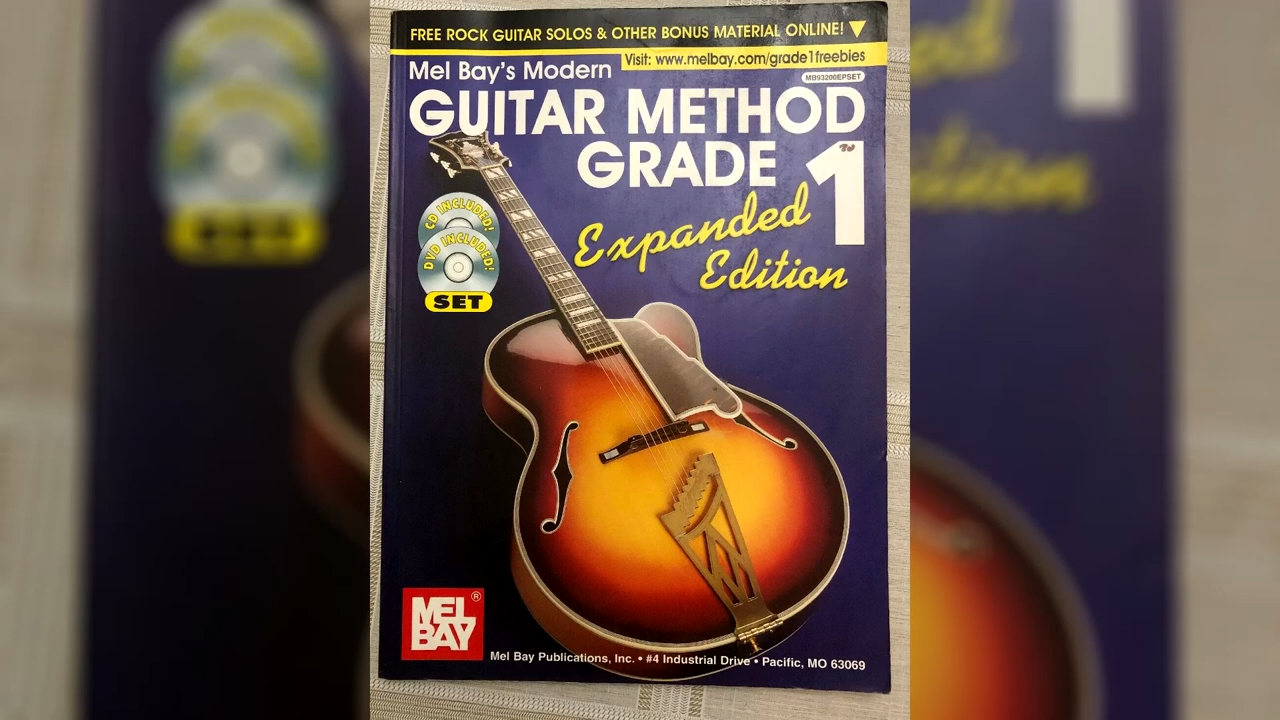 FREE ROCK GUITAR SOLOS & OTHER BONUS MATERIAL ONLINE!
Visit: www.melbay.com/grade1freebies
Mel Bay's Modern
MB93200EPSET
GUITAR METHOD
GRADE 1
Expanded
Edition
CD INCLUDED!
DVD INCLUDED!
SET
MEL
BAY
®
Mel Bay Publications, Inc. • #4 Industrial Drive • Pacific, MO 63069